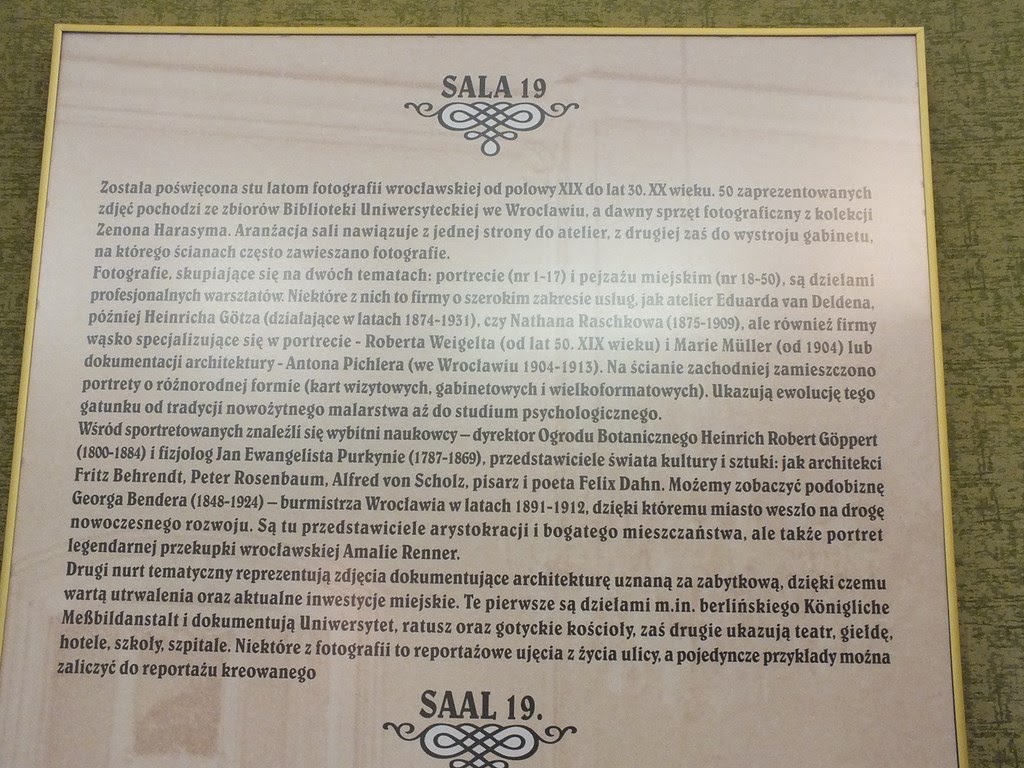 SALA 19
Została poświęcona stu latom fotografii wrocławskiej od połowy XIX do lat 30. XX wieku. 50 zaprezentowanych
zdjęć pochodzi ze zbiorów Biblioteki Uniwersyteckiej we Wrocławiu, a dawny sprzęt fotograficzny z kolekcji
Zenona Harasyma. Aranżacja sali nawiązuje z jednej strony do atelier, z drugiej zaś do wystroju gabinetu,
na którego ścianach często zawieszano fotografie.
Fotografie, skupiające się na dwóch tematach: portrecie (nr 1-17) i pejzażu miejskim (nr 18-50), są dziełami
profesjonalnych warsztatów. Niektóre z nich to firmy o szerokim zakresie usług, jak atelier Eduarda van Deldena,
później Heinricha Götza (działające w latach 1874-1931), czy Nathana Raschkowa (1875-1909), ale również firmy
wąsko specjalizujące się w portrecie - Roberta Weigelta (od lat 50. XIX wieku) i Marie Müller (od 1904) lub
dokumentacji architektury - Antona Pichlera (we Wrocławiu 1904-1913). Na ścianie zachodniej zamieszczono
portrety o różnorodnej formie (kart wizytowych, gabinetowych i wielkoformatowych). Ukazują ewolucję tego
gatunku od tradycji nowożytnego malarstwa aż do studium psychologicznego.
Wśród sportretowanych znaleźli się wybitni naukowcy – dyrektor Ogrodu Botanicznego Heinrich Robert Göppert
(1800-1884) i fizjolog Jan Ewangelista Purkynie (1787-1869), przedstawiciele świata kultury i sztuki: jak architekci
Fritz Behrendt, Peter Rosenbaum, Alfred von Scholz, pisarz i poeta Felix Dahn. Możemy zobaczyć podobiznę
Georga Bendera (1848-1924) – burmistrza Wrocławia w latach 1891-1912, dzięki któremu miasto weszło na drogę
nowoczesnego rozwoju. Są tu przedstawiciele arystokracji i bogatego mieszczaństwa, ale także portret
legendarnej przekupki wrocławskiej Amalie Renner.
Drugi nurt tematyczny reprezentują zdjęcia dokumentujące architekturę uznaną za zabytkową, dzięki czemu
wartą utrwalenia oraz aktualne inwestycje miejskie. Te pierwsze są dziełami m.in. berlińskiego Königliche
Meßbildanstalt i dokumentują Uniwersytet, ratusz oraz gotyckie kościoły, zaś drugie ukazują teatr, giełdę,
hotele, szkoły, szpitale. Niektóre z fotografii to reportażowe ujęcia z życia ulicy, a pojedyncze przykłady można
zaliczyć do reportażu kreowanego
SAAL 19.